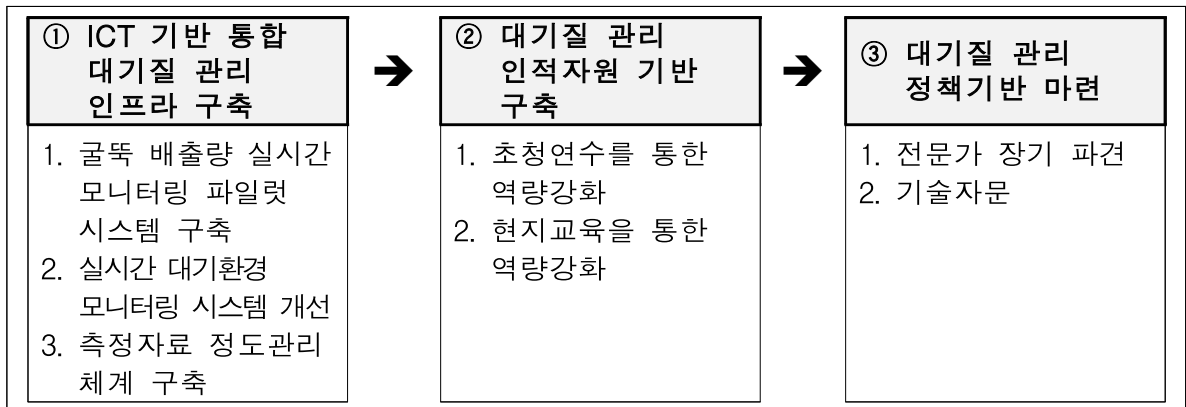 ① ICT 기반 통합
대기질 관리
인프라 구축
1. 굴뚝 배출량 실시간
모니터링 파일럿
시스템 구축
2. 실시간 대기환경
모니터링 시스템 개선
3. 측정자료 정도관리
체계 구축
➔
② 대기질 관리
인적자원 기반
구축
1. 초청연수를 통한
역량강화
2. 현지교육을 통한
역량강화
➔
③ 대기질 관리
정책기반 마련
1. 전문가 장기 파견
2. 기술자문